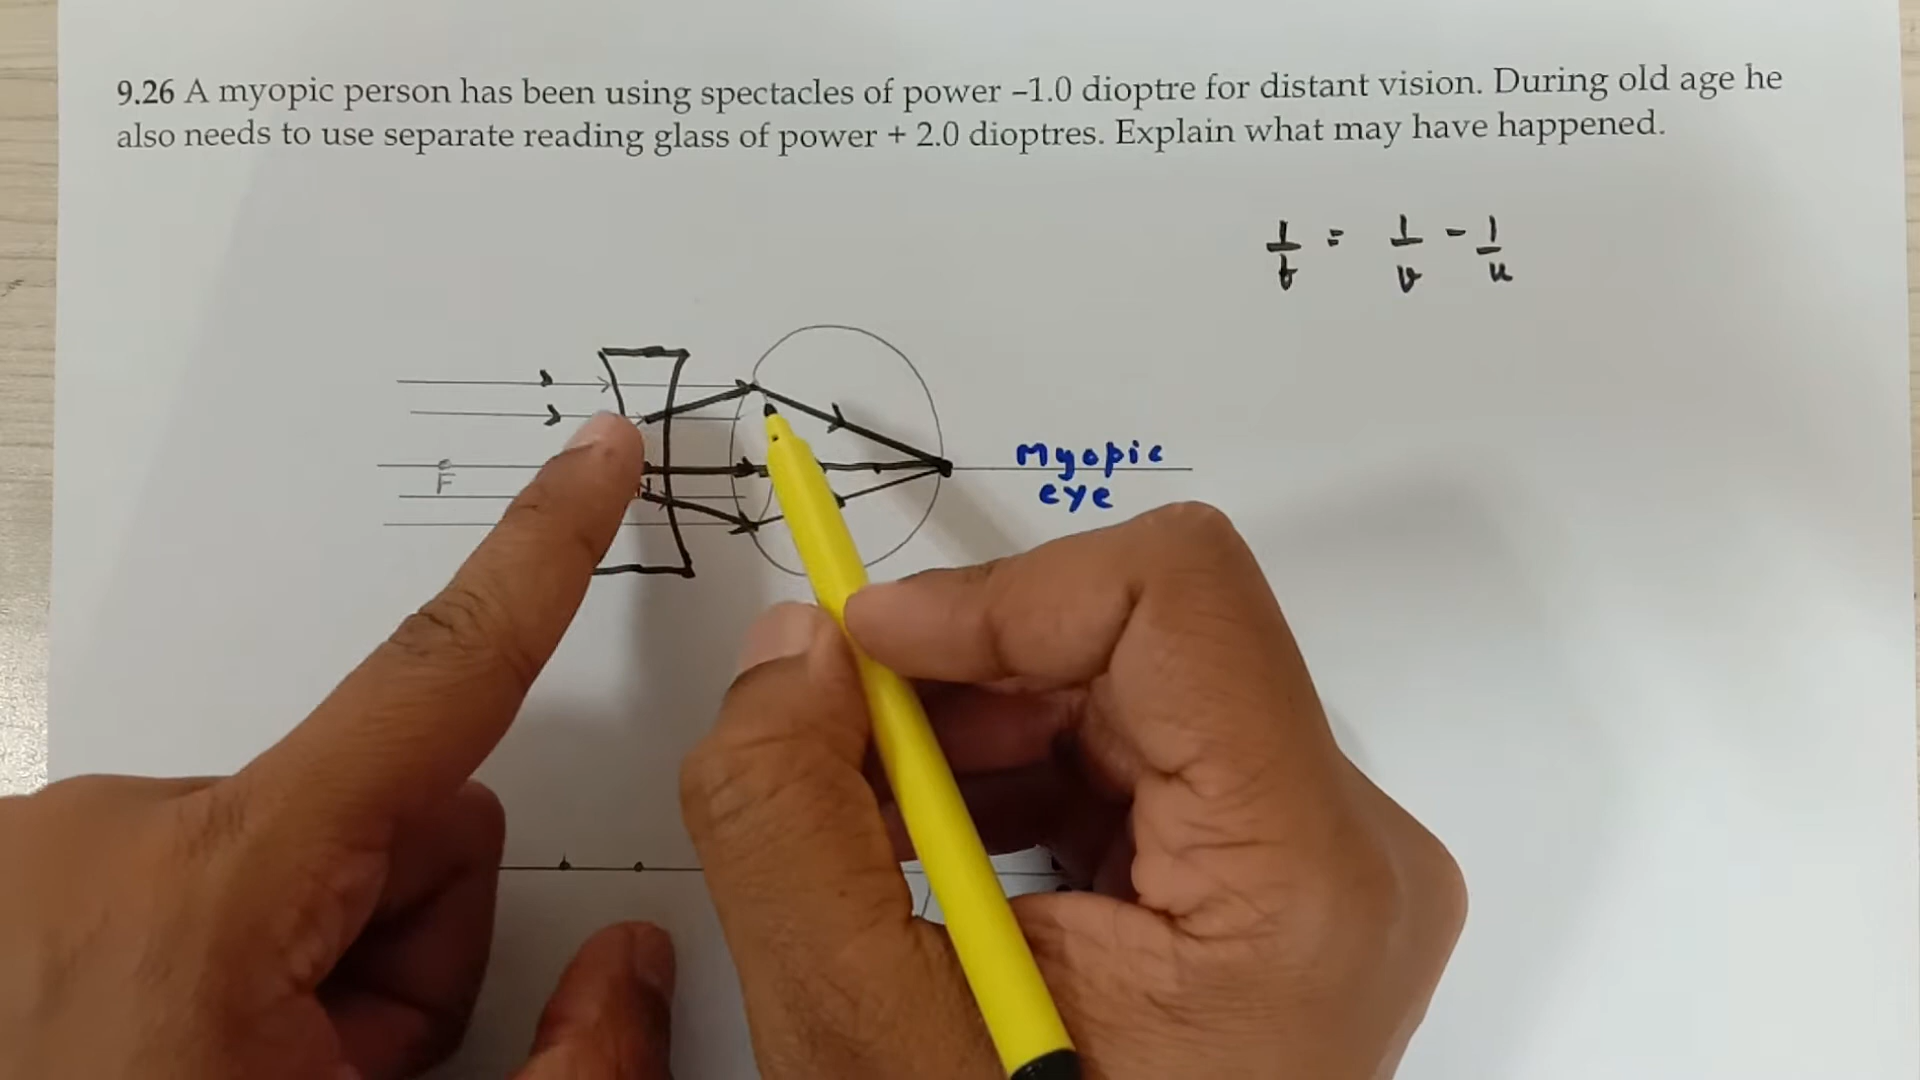 9.26 A myopic person has been using spectacles of power –1.0 dioptre for distant vision. During old age he
also needs to use separate reading glass of power + 2.0 dioptres. Explain what may have happened.
1/f = 1/v - 1/u
F
Myopic
eye